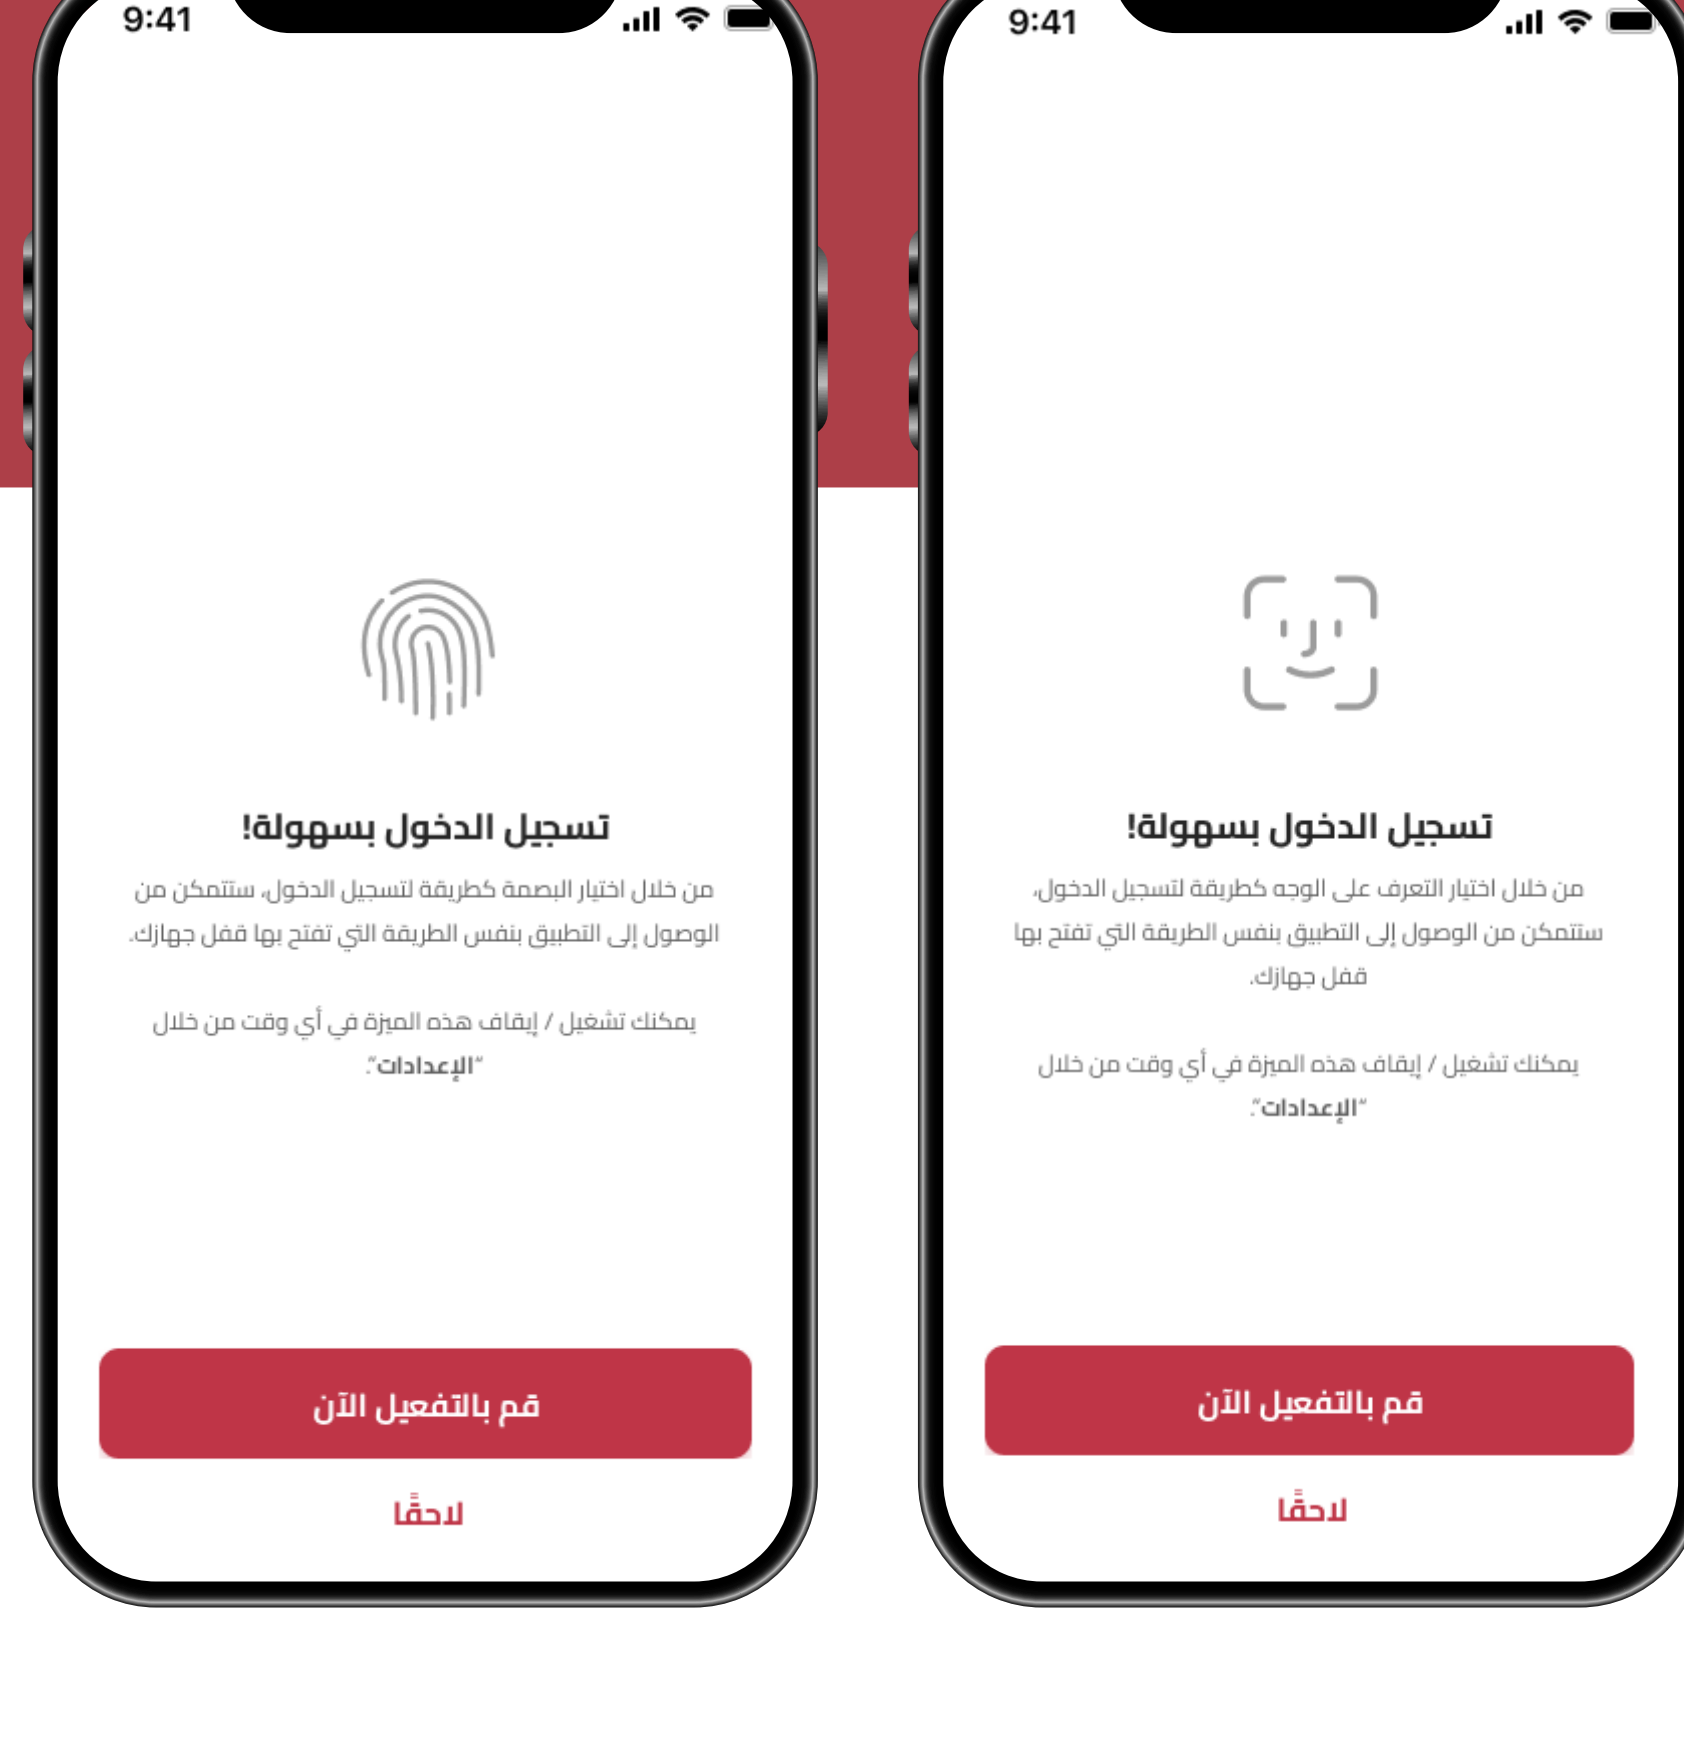 9:41
تسجيل الدخول بسهولة!
من خلال اختيار البصمة كطريقة لتسجيل الدخول، ستتمكن من
الوصول إلى التطبيق بنفس الطريقة التي تفتح بها قفل جهازك.
يمكنك تشغيل / إيقاف هذه الميزة في أي وقت من خلال
"الإعدادات".
قم بالتفعيل الآن
لاحقًا
9:41
تسجيل الدخول بسهولة!
من خلال اختيار التعرف على الوجه كطريقة لتسجيل الدخول،
ستتمكن من الوصول إلى التطبيق بنفس الطريقة التي تفتح بها
قفل جهازك.
يمكنك تشغيل / إيقاف هذه الميزة في أي وقت من خلال
"الإعدادات".
قم بالتفعيل الآن
لاحقًا